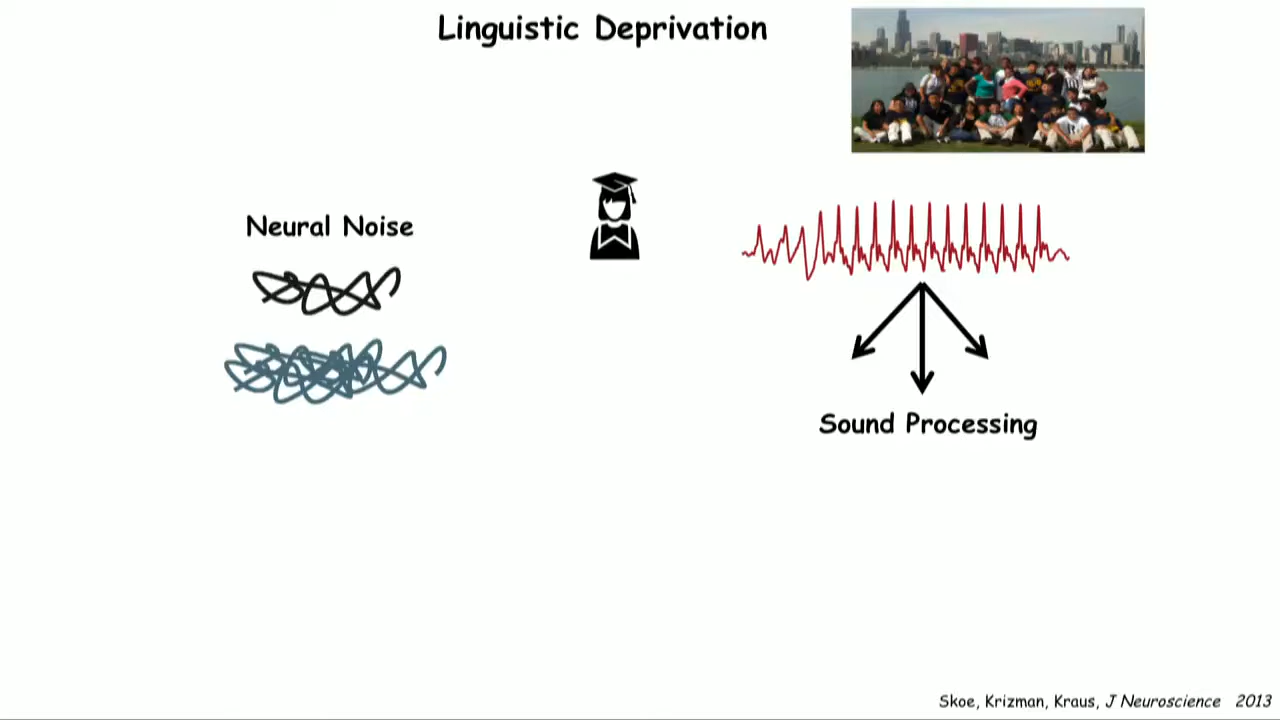 Linguistic Deprivation
Neural Noise
Sound Processing
Skoe, Krizman, Kraus, J Neuroscience 2013